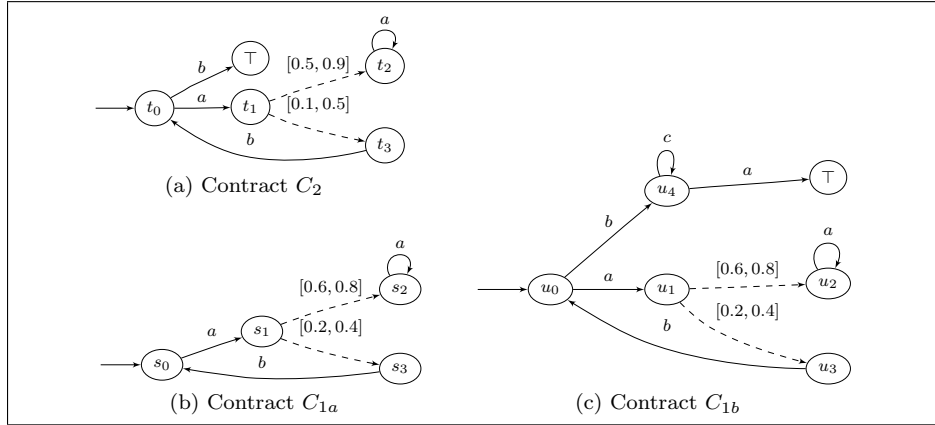 a
[0.5, 0.9]
t2
b
⊤
t0
a
t1
[0.1, 0.5]
b
t3
(a) Contract C2
a
[0.6, 0.8]
s2
a
s1
[0.2, 0.4]
s0
b
s3
(b) Contract C1a
c
u4
a
⊤
b
a
[0.6, 0.8]
u2
u0
a
u1
[0.2, 0.4]
b
u3
(c) Contract C1b